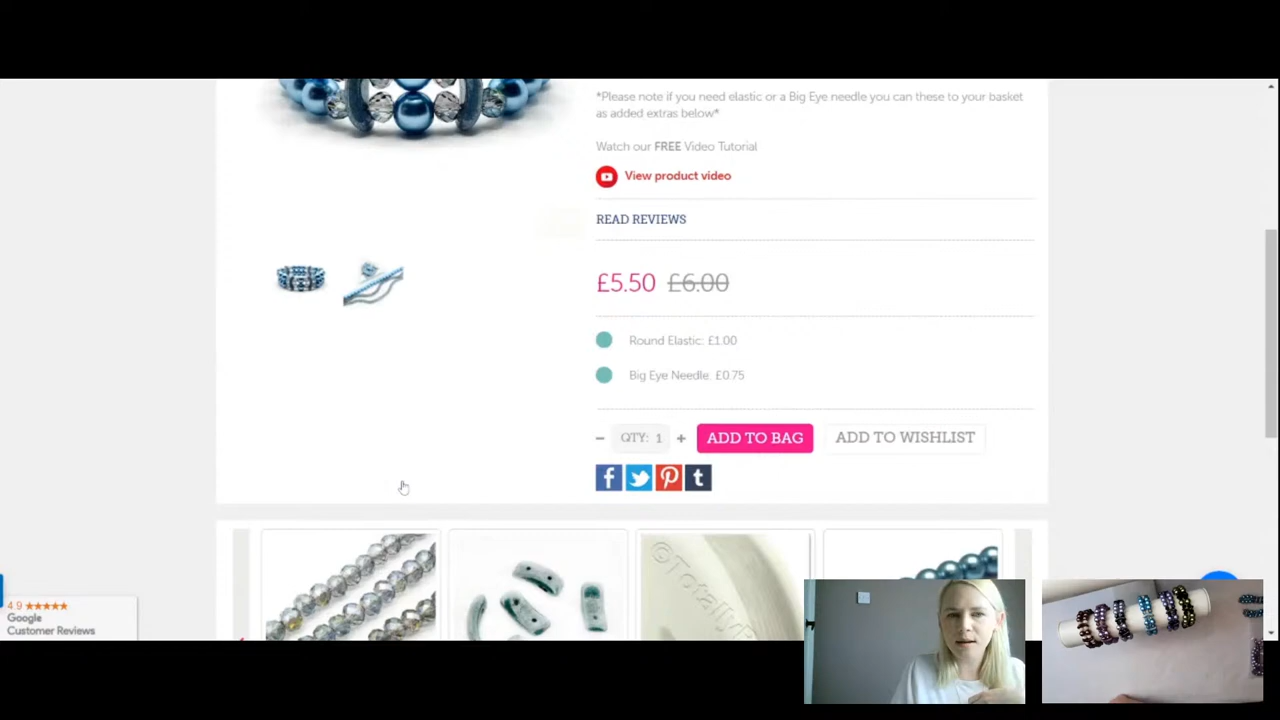 *Please note if you need elastic or a Big Eye needle you can these to your basket
as added extras below*
Watch our FREE Video Tutorial
View product video
READ REVIEWS
£5.50 £6.00
Round Elastic: £1.00
Big Eye Needle: £0.75
− QTY: 1 + ADD TO BAG ADD TO WISHLIST
f t
©TotallyB
4.9 ★★★★★
Google
Customer Reviews